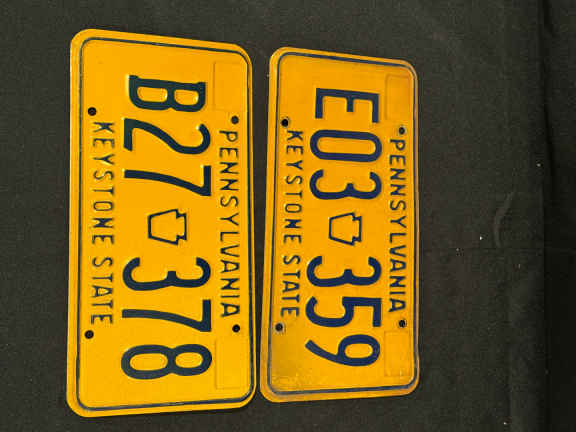 PENNSYLVANIA
B27 378
KEYSTONE STATE
PENNSYLVANIA
E03 359
KEYSTONE STATE